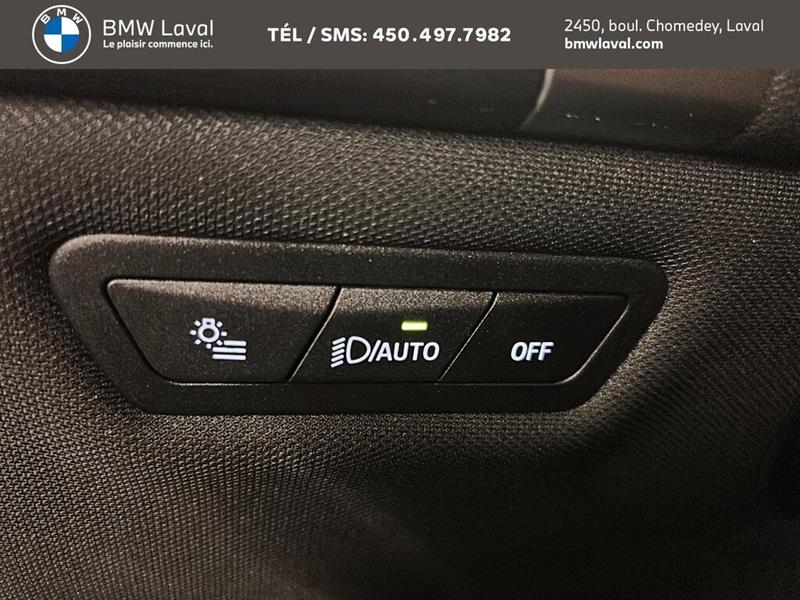 BMW
BMW Laval
Le plaisir commence ici.
TÉL / SMS: 450.497.7982
2450, boul. Chomedey, Laval
bmwlaval.com
/AUTO
OFF